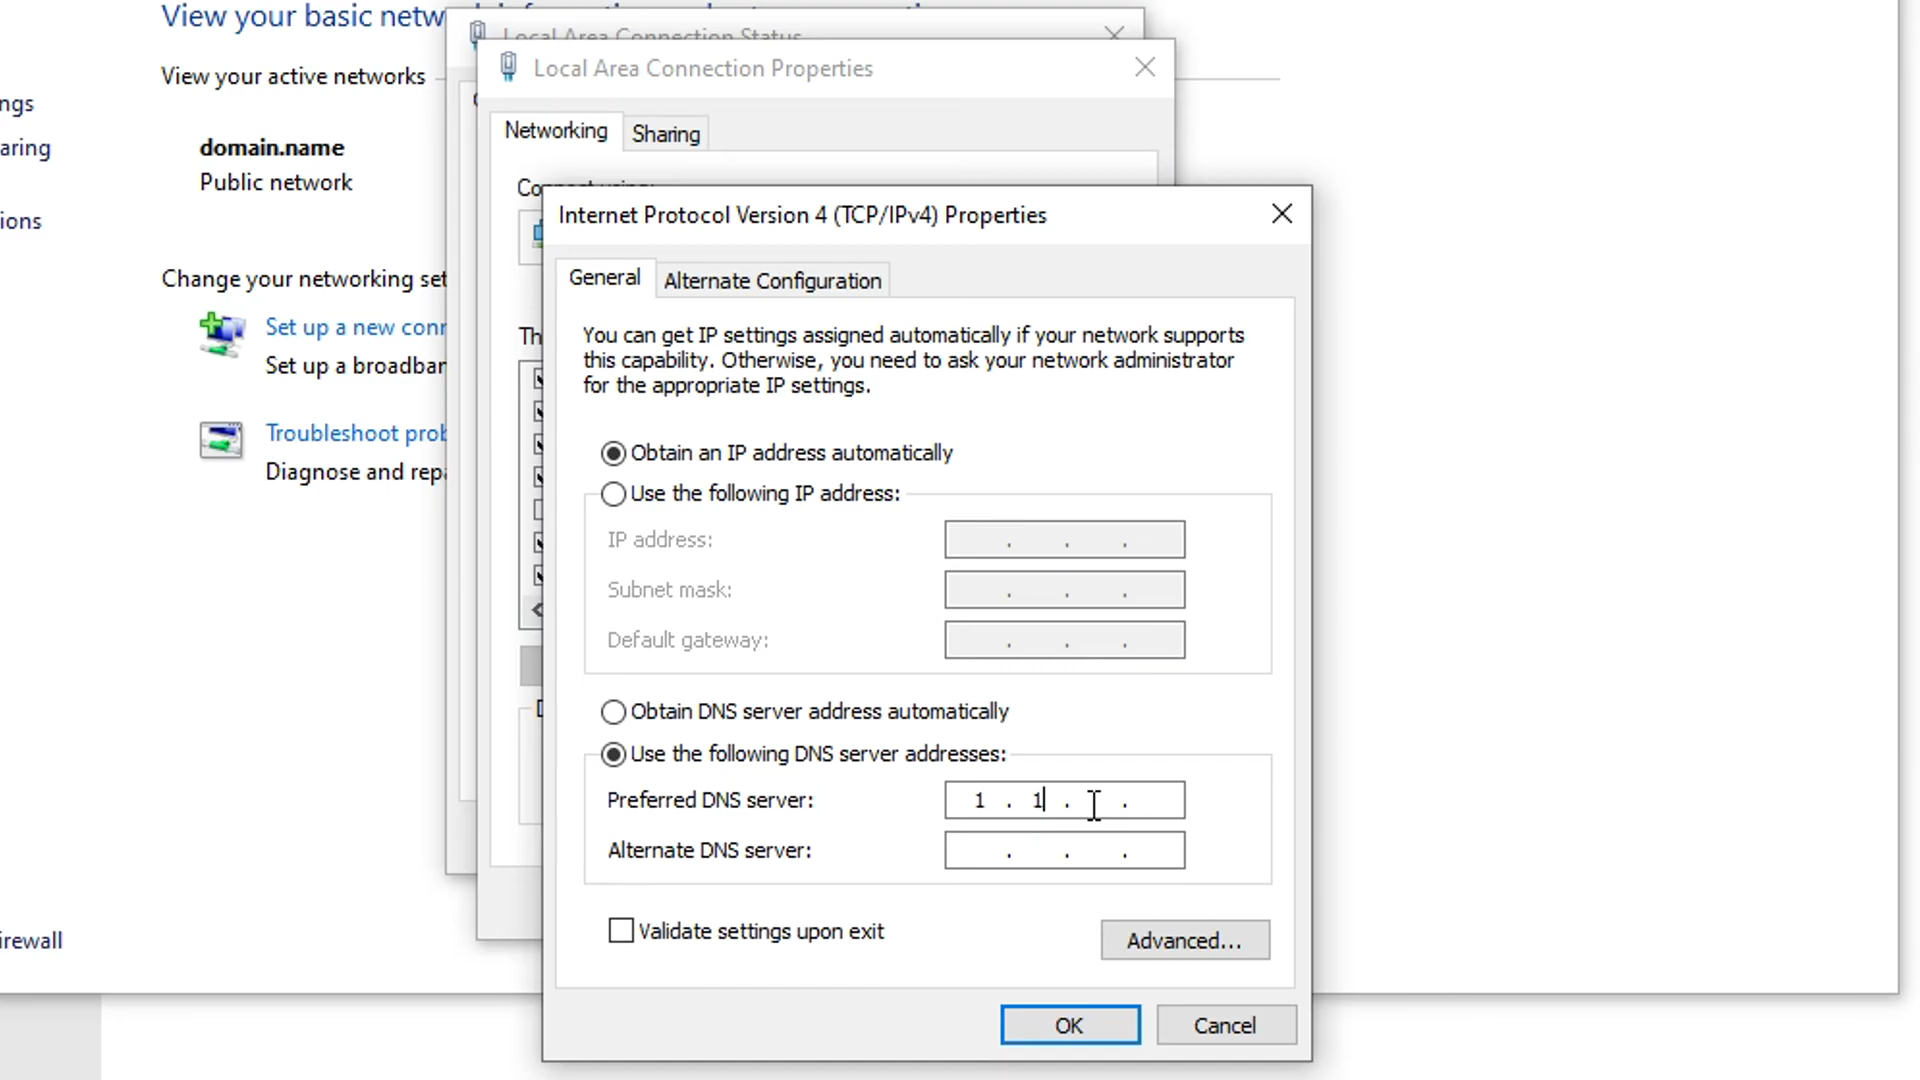 View your basic netw
Local Area Connection Status
Local Area Connection Properties
View your active networks
ngs
Networking
Sharing
aring
domain.name
Public network
Internet Protocol Version 4 (TCP/IPv4) Properties
ions
General
Alternate Configuration
Change your networking set
Set up a new conn
Set up a broadban
Th
You can get IP settings assigned automatically if your network supports
this capability. Otherwise, you need to ask your network administrator
for the appropriate IP settings.
Troubleshoot prob
Diagnose and repa
Obtain an IP address automatically
Use the following IP address:
IP address: . . .
Subnet mask: . . .
Default gateway: . . .
Obtain DNS server address automatically
Use the following DNS server addresses:
Preferred DNS server: 1 . 1 . .
Alternate DNS server: . . .
Validate settings upon exit
Advanced...
irewall
OK
Cancel